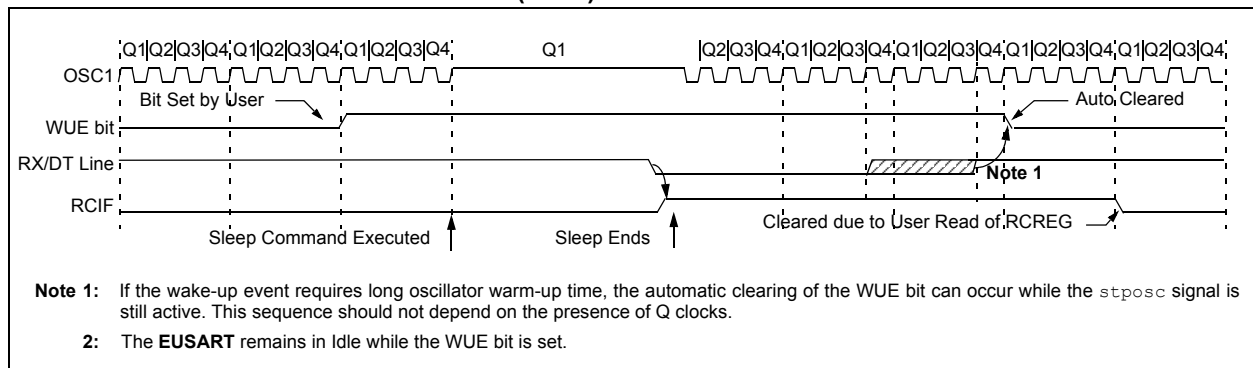 Q1 Q2 Q3 Q4 Q1 Q2 Q3 Q4 Q1 Q2 Q3 Q4 Q1 Q2 Q3 Q4 Q1 Q2 Q3 Q4 Q1 Q2 Q3 Q4 Q1 Q2 Q3 Q4 Q1 Q2 Q3 Q4
OSC1
Bit Set by User
Auto Cleared
WUE bit
RX/DT Line
Note 1
RCIF
Cleared due to User Read of RCREG
Sleep Command Executed
Sleep Ends
Note 1: If the wake-up event requires long oscillator warm-up time, the automatic clearing of the WUE bit can occur while the stposc signal is
still active. This sequence should not depend on the presence of Q clocks.
2: The EUSART remains in Idle while the WUE bit is set.